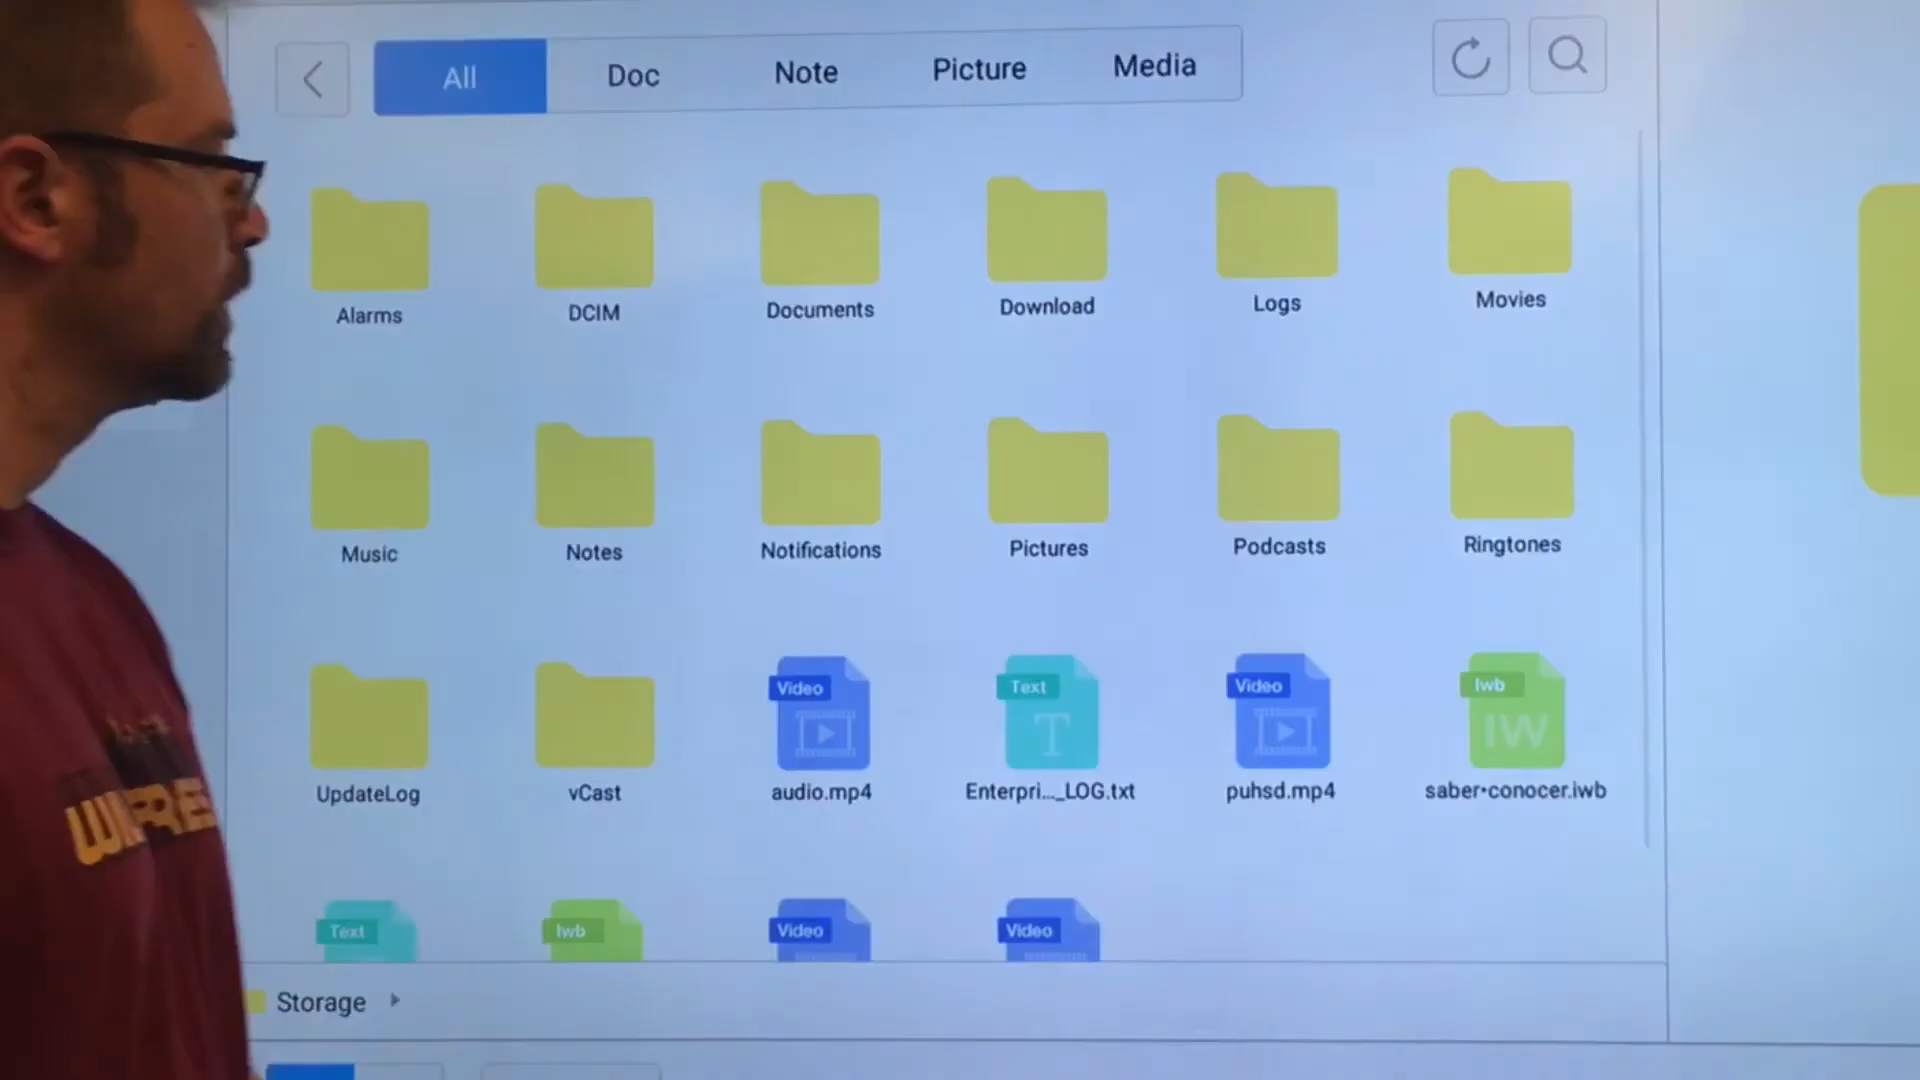 All Doc Note Picture Media
Alarms DCIM Documents Download Logs Movies
Music Notes Notifications Pictures Podcasts Ringtones
Video Text Video Iwb
T IW
UpdateLog vCast audio.mp4 Enterpri..._LOG.txt puhsd.mp4 saber•conocer.iwb
Text Iwb Video Video
Storage